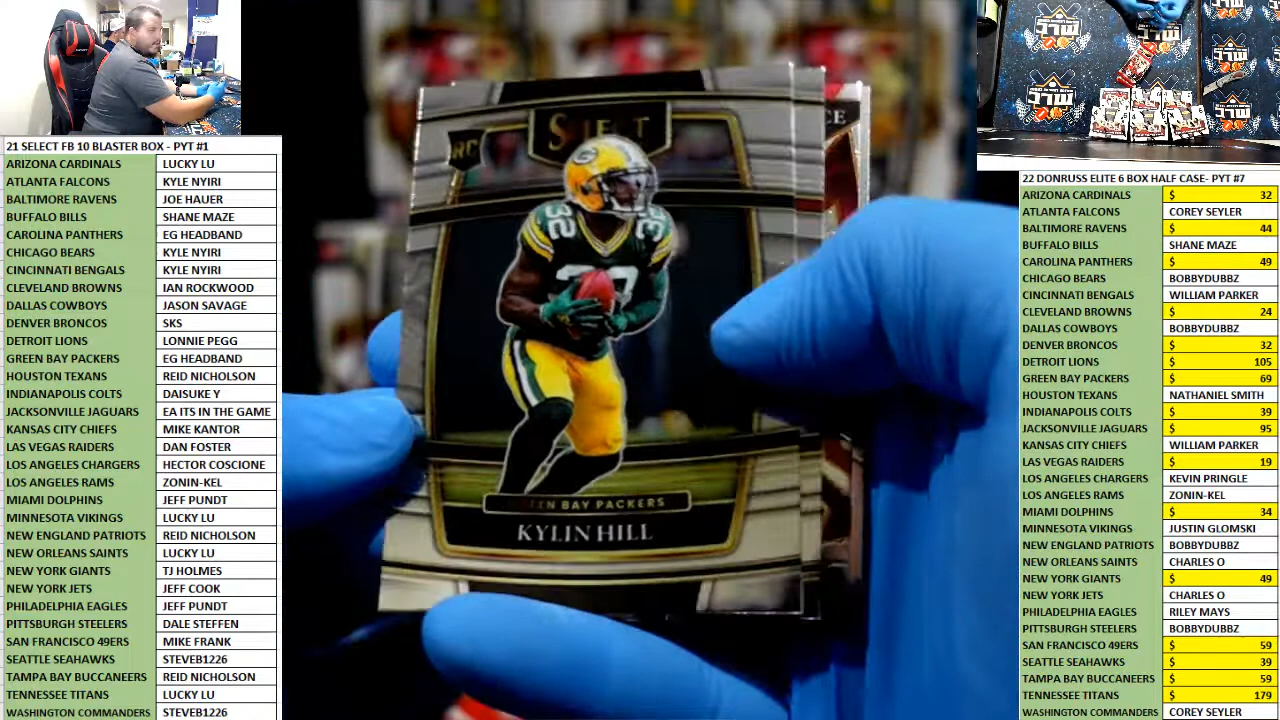 21 SELECT FB 10 BLASTER BOX - PYT #1
ARIZONA CARDINALS LUCKY LU
ATLANTA FALCONS KYLE NYIRI
BALTIMORE RAVENS JOE HAUER
BUFFALO BILLS SHANE MAZE
CAROLINA PANTHERS EG HEADBAND
CHICAGO BEARS KYLE NYIRI
CINCINNATI BENGALS KYLE NYIRI
CLEVELAND BROWNS IAN ROCKWOOD
DALLAS COWBOYS JASON SAVAGE
DENVER BRONCOS SKS
DETROIT LIONS LONNIE PEGG
GREEN BAY PACKERS EG HEADBAND
HOUSTON TEXANS REID NICHOLSON
INDIANAPOLIS COLTS DAISUKE Y
JACKSONVILLE JAGUARS EA ITS IN THE GAME
KANSAS CITY CHIEFS MIKE KANTOR
LAS VEGAS RAIDERS DAN FOSTER
LOS ANGELES CHARGERS HECTOR COSCIONE
LOS ANGELES RAMS ZONIN-KEL
MIAMI DOLPHINS JEFF PUNDT
MINNESOTA VIKINGS LUCKY LU
NEW ENGLAND PATRIOTS REID NICHOLSON
NEW ORLEANS SAINTS LUCKY LU
NEW YORK GIANTS TJ HOLMES
NEW YORK JETS JEFF COOK
PHILADELPHIA EAGLES JEFF PUNDT
PITTSBURGH STEELERS DALE STEFFEN
SAN FRANCISCO 49ERS MIKE FRANK
SEATTLE SEAHAWKS STEVEB1226
TAMPA BAY BUCCANEERS REID NICHOLSON
TENNESSEE TITANS LUCKY LU
WASHINGTON COMMANDERS STEVEB1226
SELECT
RC
32
BAY PACKERS
KYLIN HILL
22 DONRUSS ELITE 6 BOX HALF CASE- PYT #7
ARIZONA CARDINALS $ 32
ATLANTA FALCONS COREY SEYLER
BALTIMORE RAVENS $ 44
BUFFALO BILLS SHANE MAZE
CAROLINA PANTHERS $ 49
CHICAGO BEARS BOBBYDUBBZ
CINCINNATI BENGALS WILLIAM PARKER
CLEVELAND BROWNS $ 24
DALLAS COWBOYS BOBBYDUBBZ
DENVER BRONCOS $ 32
DETROIT LIONS $ 105
GREEN BAY PACKERS $ 69
HOUSTON TEXANS NATHANIEL SMITH
INDIANAPOLIS COLTS $ 39
JACKSONVILLE JAGUARS $ 95
KANSAS CITY CHIEFS WILLIAM PARKER
LAS VEGAS RAIDERS $ 19
LOS ANGELES CHARGERS KEVIN PRINGLE
LOS ANGELES RAMS ZONIN-KEL
MIAMI DOLPHINS $ 34
MINNESOTA VIKINGS JUSTIN GLOMSKI
NEW ENGLAND PATRIOTS BOBBYDUBBZ
NEW ORLEANS SAINTS CHARLES O
NEW YORK GIANTS $ 49
NEW YORK JETS CHARLES O
PHILADELPHIA EAGLES RILEY MAYS
PITTSBURGH STEELERS BOBBYDUBBZ
SAN FRANCISCO 49ERS $ 59
SEATTLE SEAHAWKS $ 39
TAMPA BAY BUCCANEERS $ 59
TENNESSEE TITANS $ 179
WASHINGTON COMMANDERS COREY SEYLER